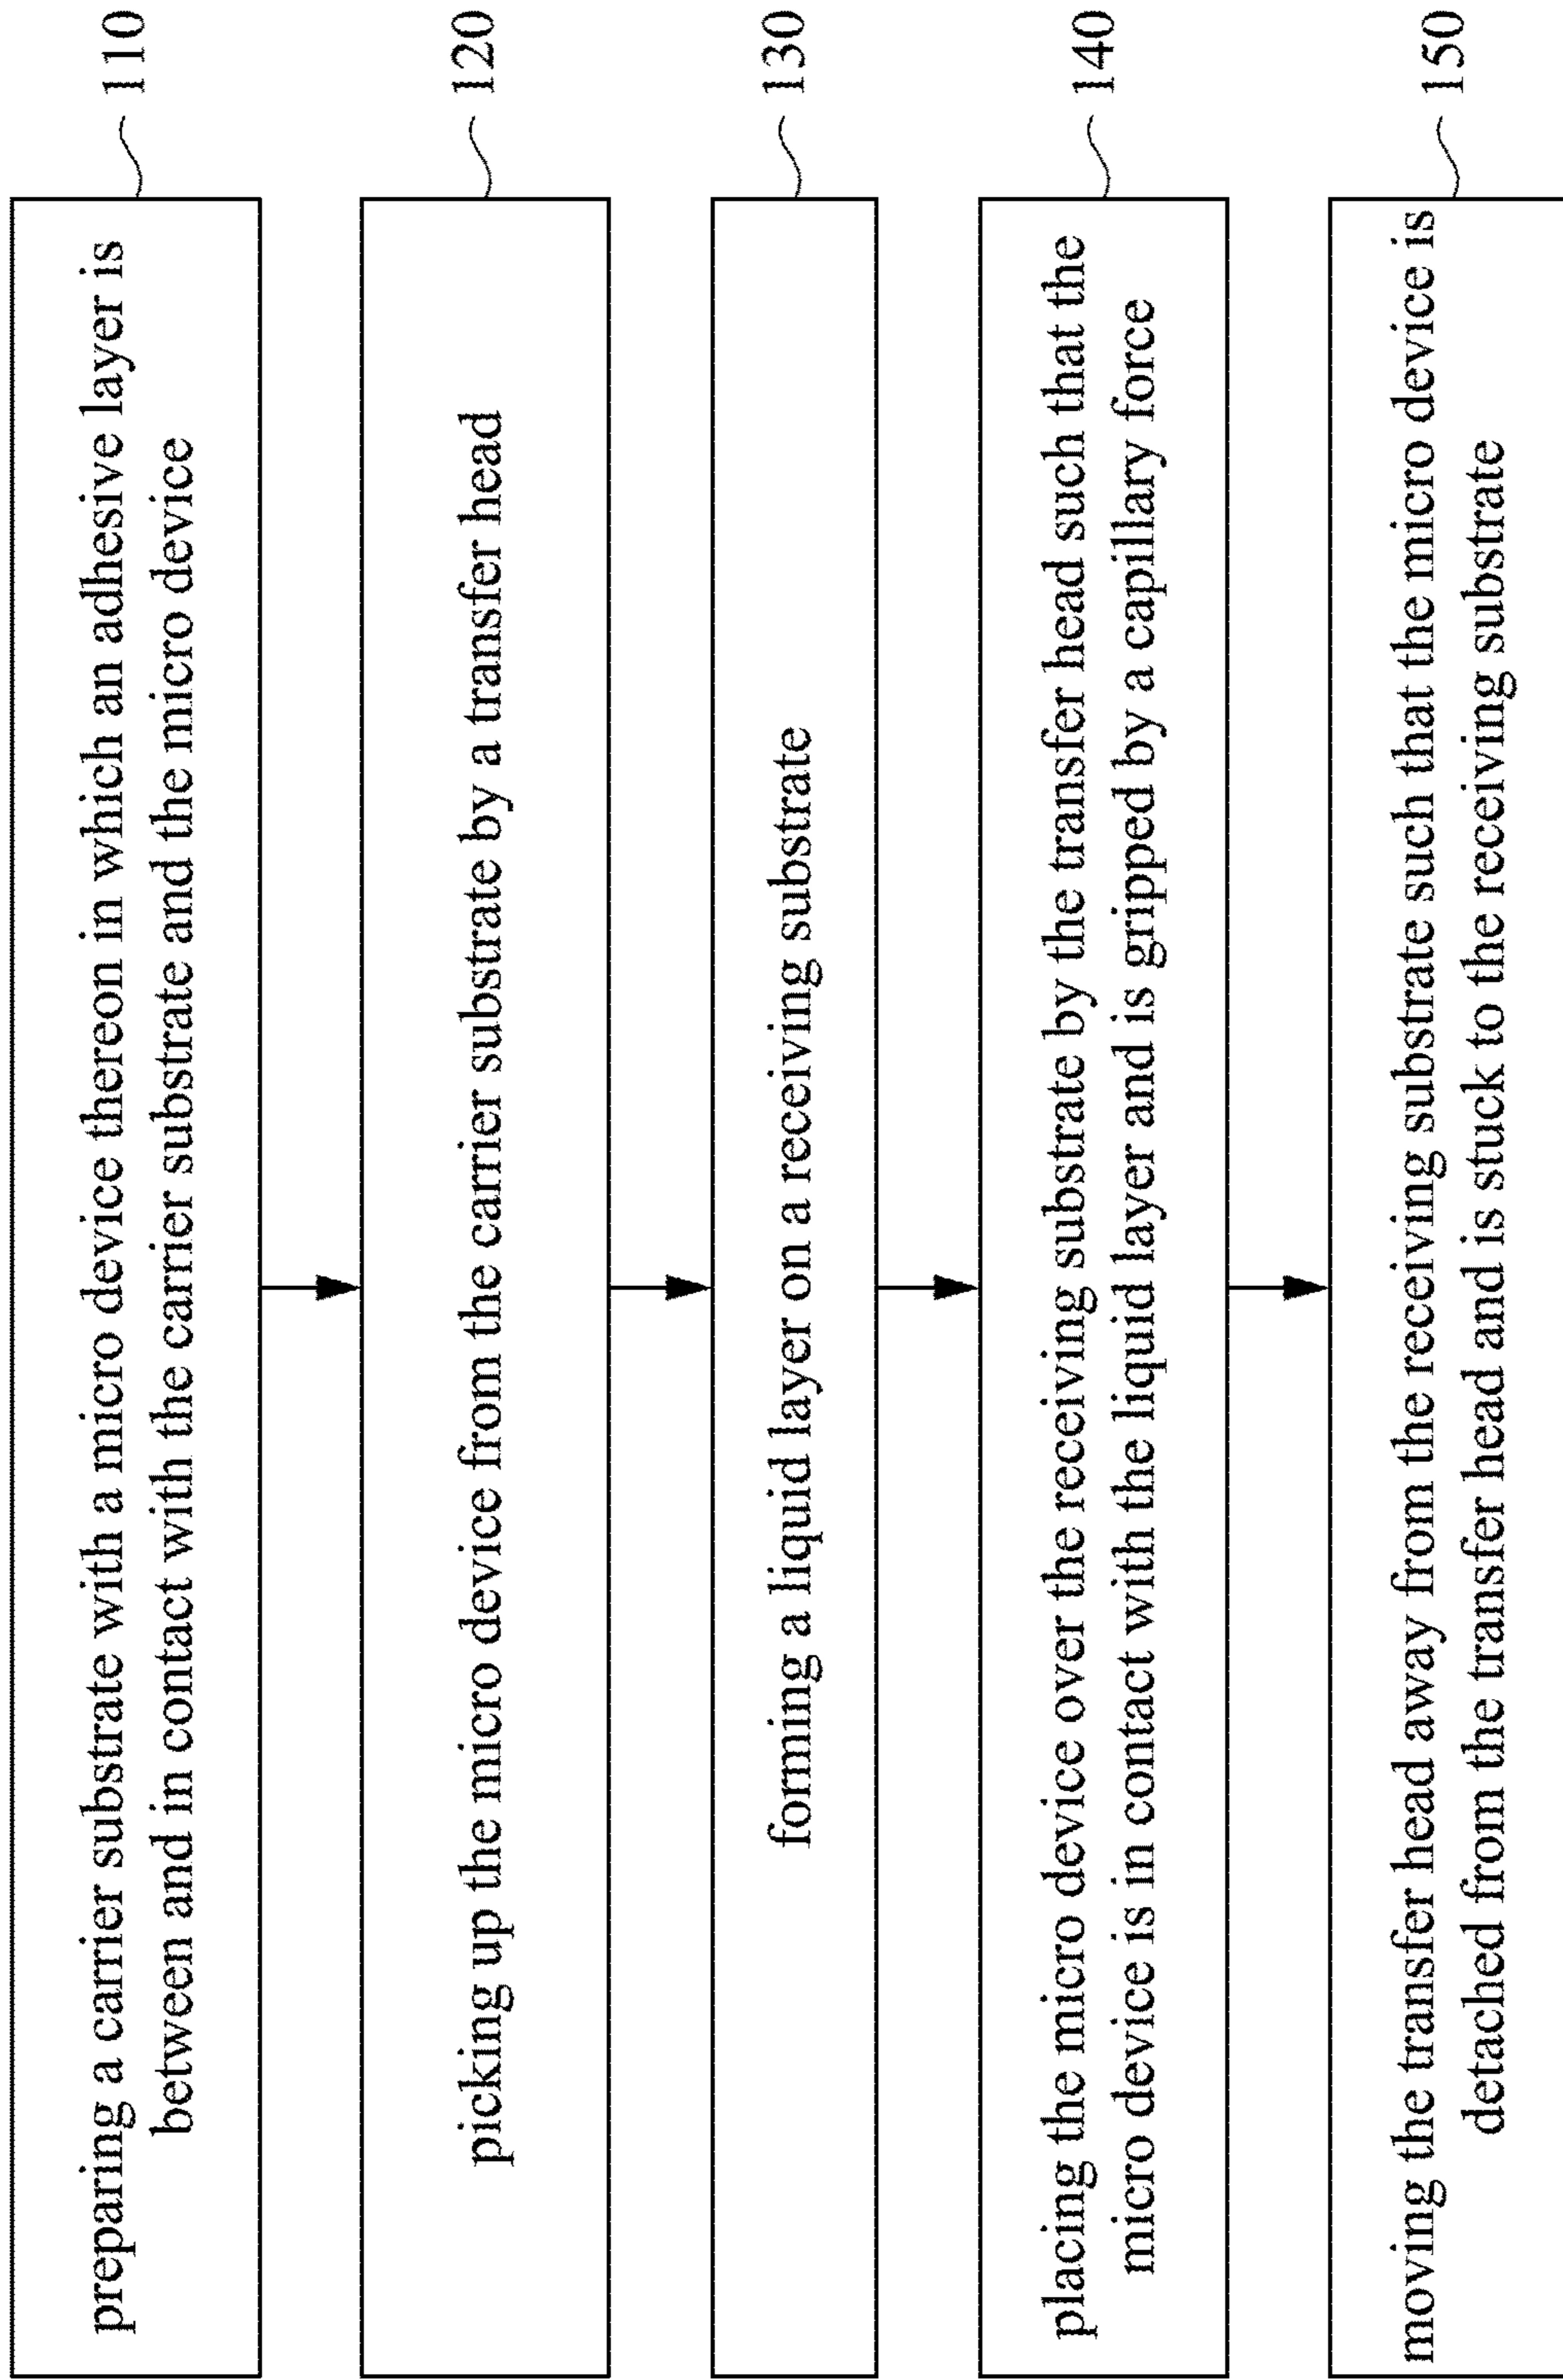 110
preparing a carrier substrate with a micro device thereon in which an adhesive layer is
between and in contact with the carrier substrate and the micro device
120
picking up the micro device from the carrier substrate by a transfer head
130
forming a liquid layer on a receiving substrate
140
placing the micro device over the receiving substrate by the transfer head such that the
micro device is in contact with the liquid layer and is gripped by a capillary force
150
moving the transfer head away from the receiving substrate such that the micro device is
detached from the transfer head and is stuck to the receiving substrate